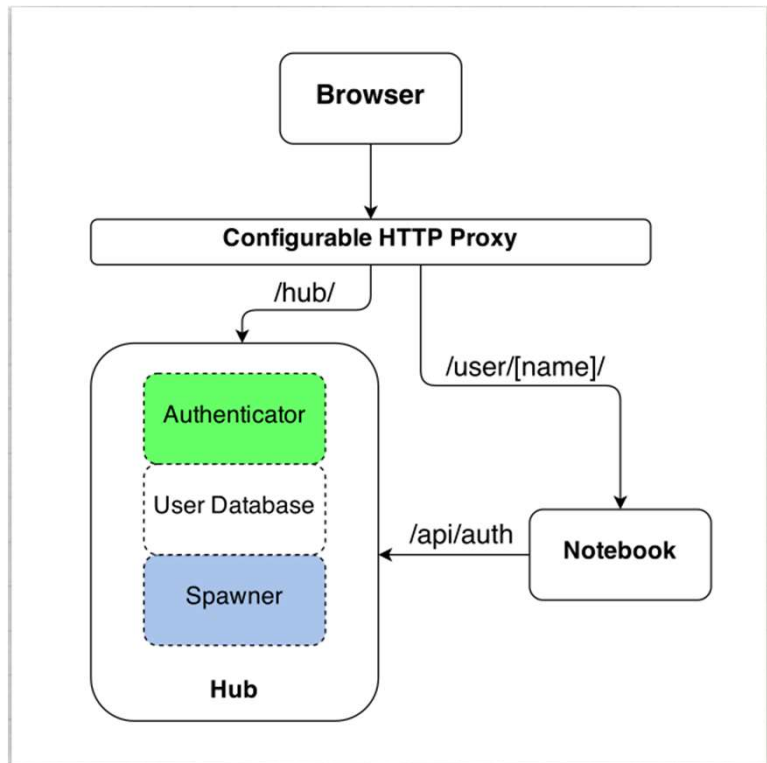 Browser
Configurable HTTP Proxy
/hub/
/user/[name]/
Authenticator
User Database
/api/auth
Notebook
Spawner
Hub